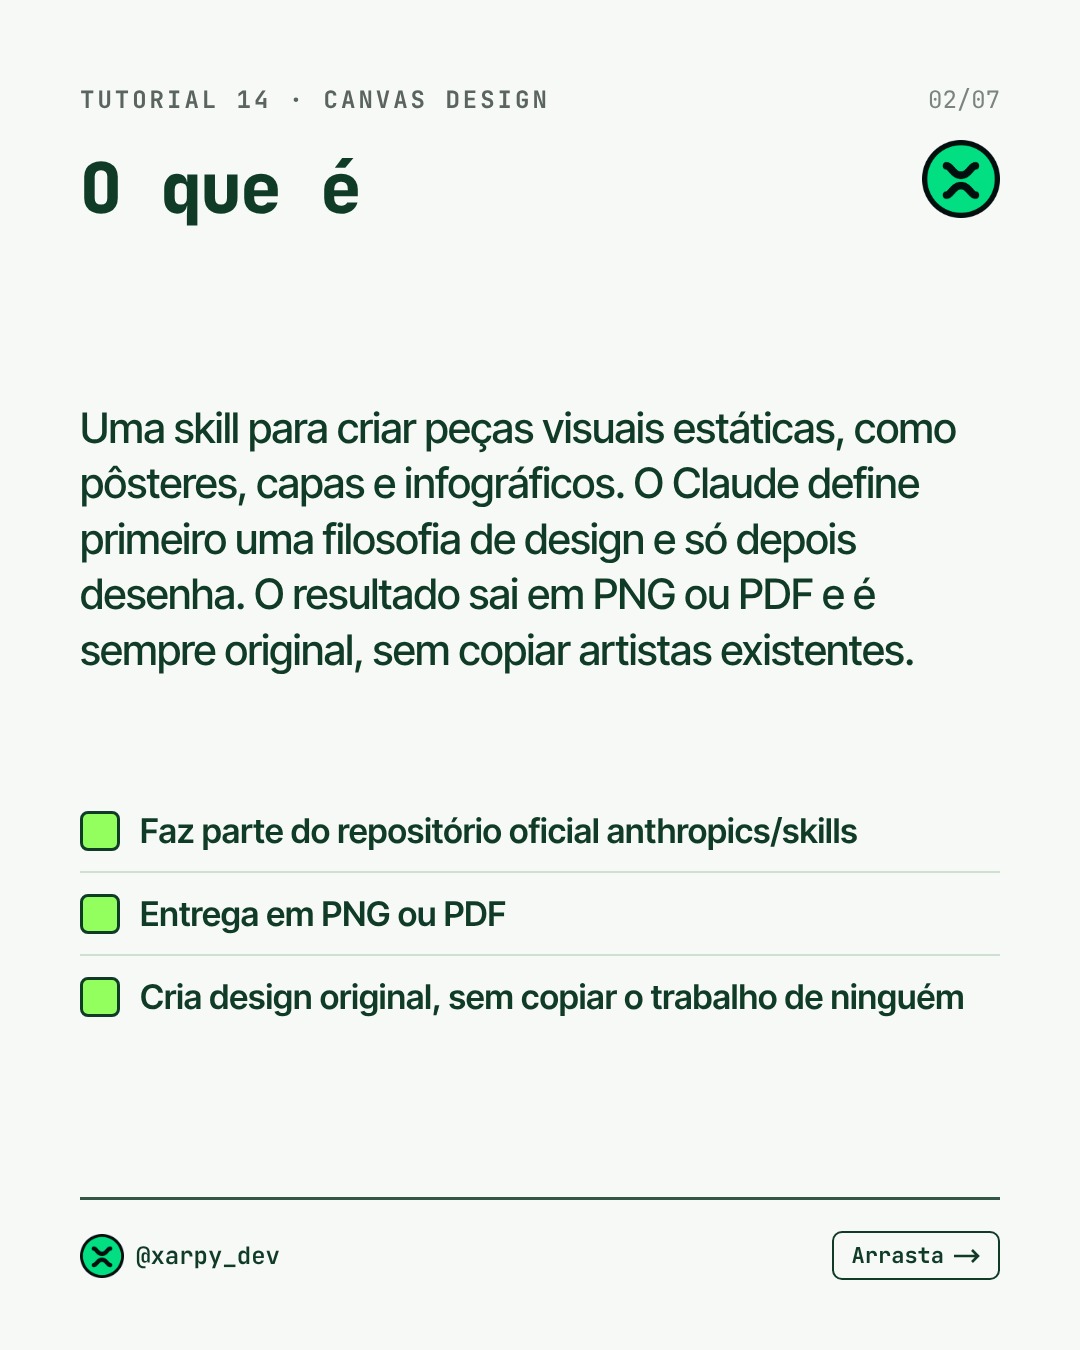 TUTORIAL 14 · CANVAS DESIGN
02/07
O que é
Uma skill para criar peças visuais estáticas, como
pôsteres, capas e infográficos. O Claude define
primeiro uma filosofia de design e só depois
desenha. O resultado sai em PNG ou PDF e é
sempre original, sem copiar artistas existentes.
Faz parte do repositório oficial anthropics/skills
Entrega em PNG ou PDF
Cria design original, sem copiar o trabalho de ninguém
@xarpy_dev
Arrasta →